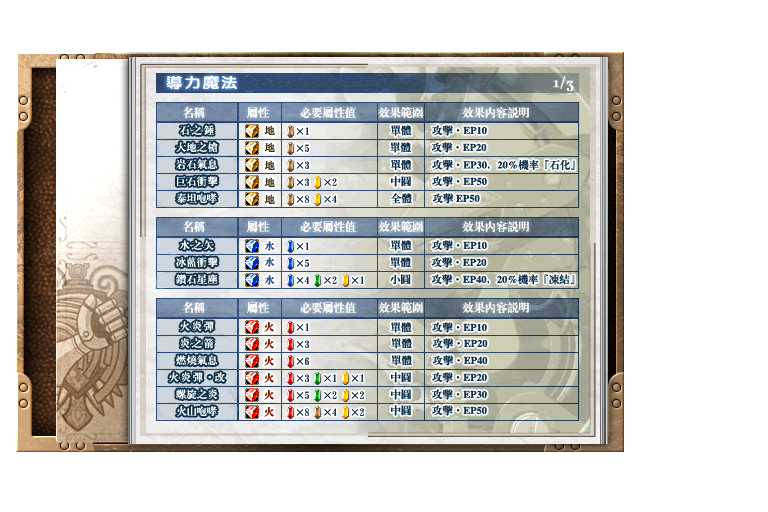 導力魔法 1/3
名稱 屬性 必要屬性值 效果範圍 效果內容説明
石之錘 地 ×1 單體 攻擊・EP10
大地之槍 地 ×5 單體 攻擊・EP20
岩石氣息 地 ×3 單體 攻擊・EP30、20%機率「石化」
巨石衝擊 地 ×3 ×2 中圓 攻擊・EP50
泰坦咆哮 地 ×8 ×4 全體 攻擊 EP50
名稱 屬性 必要屬性值 效果範圍 效果內容説明
水之矢 水 ×1 單體 攻擊・EP10
冰藍衝擊 水 ×5 單體 攻擊・EP20
鑽石星座 水 ×4 ×2 ×1 小圓 攻擊・EP40、20%機率「凍結」
名稱 屬性 必要屬性值 效果範圍 效果內容説明
火炎彈 火 ×1 單體 攻擊・EP10
炎之箭 火 ×3 單體 攻擊・EP20
燃燒氣息 火 ×6 單體 攻擊・EP40
火炎彈・改 火 ×3 ×1 ×1 中圓 攻擊・EP20
螺旋之炎 火 ×5 ×2 ×2 中圓 攻擊・EP30
火山咆哮 火 ×8 ×4 ×2 中圓 攻擊・EP50